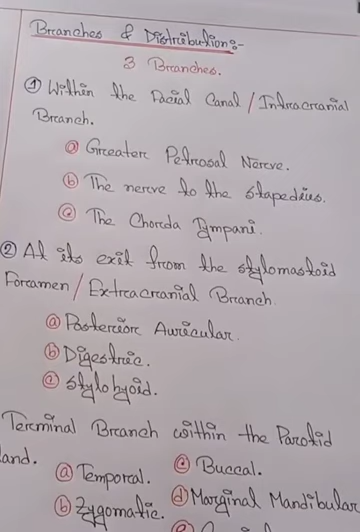 Branches & Distribution:-
3 Branches.
① Within the Facial Canal / Intracranial
Branch.
ⓐ Greater Petrosal Nerve.
ⓑ The nerve to the stapedius.
ⓒ The Chorda Tympani.
② At its exit from the stylomastoid
Foramen / Extracranial Branch.
ⓐ Posterior Auricular.
ⓑ Digestric.
ⓒ Stylohyoid.
Terminal Branch within the Parotid
land.
ⓐ Temporal. ⓒ Buccal.
ⓑ Zygomatic. ⓓ Marginal Mandibular